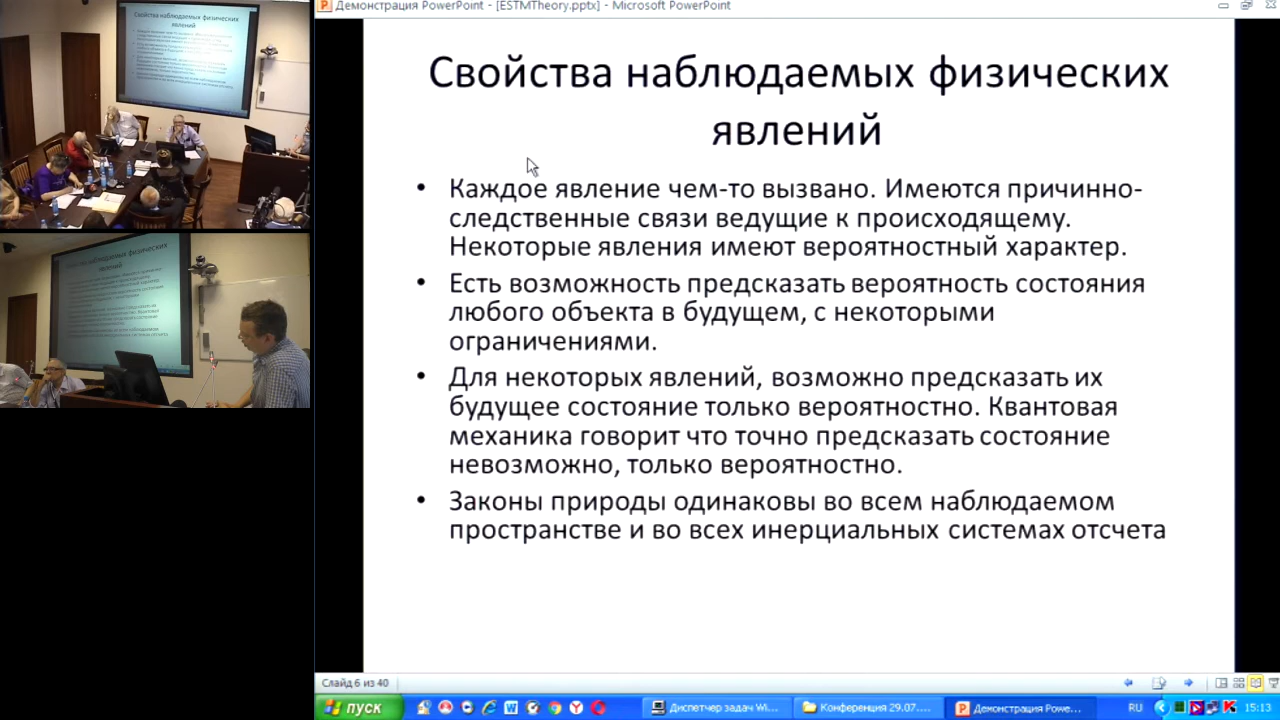 Демонстрация PowerPoint - [ESTMTheory.pptx] - Microsoft PowerPoint
Свойства наблюдаемых физических
явлений
• Каждое явление чем-то вызвано. Имеются причинно-
следственные связи ведущие к происходящему.
Некоторые явления имеют вероятностный характер.
• Есть возможность предсказать вероятность состояния
любого объекта в будущем, с некоторыми
ограничениями.
• Для некоторых явлений, возможно предсказать их
будущее состояние только вероятностно. Квантовая
механика говорит что точно предсказать состояние
невозможно, только вероятностно.
• Законы природы одинаковы во всем наблюдаемом
пространстве и во всех инерциальных системах отсчета
Слайд 6 из 40
пуск
Диспетчер задач Wi...
Конференция 29.07....
Демонстрация Powe...
RU
15:13
Свойства наблюдаемых физических
явлений